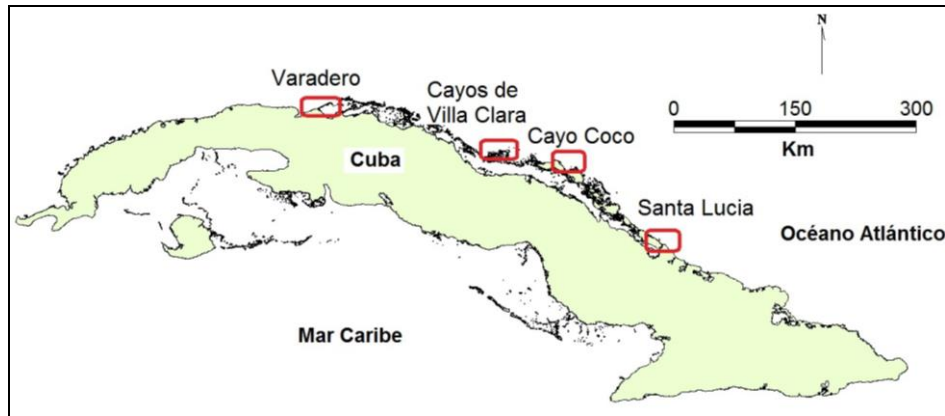 N
Varadero
Cayos de
Villa Clara
Cayo Coco
0 150 300
Km
Cuba
Santa Lucia
Océano Atlántico
Mar Caribe